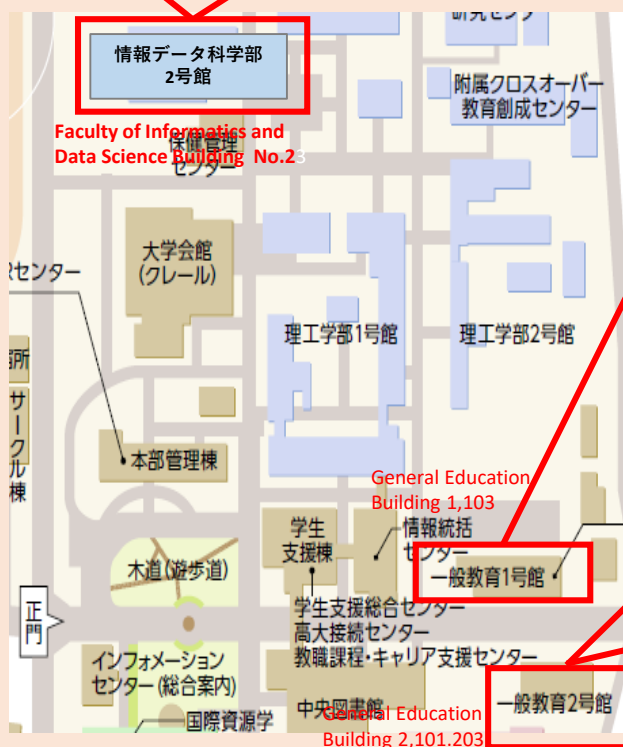 情報データ科学部
2号館
Faculty of Informatics and
Data Science Building No.23
保健管理
センター
附属クロスオーバー
教育創成センター
大学会館
(クレール)
センター
理工学部1号館
理工学部2号館
サークル棟
本部管理棟
General Education
Building 1,103
学生
支援棟
情報統括
センター
一般教育1号館
木道(遊歩道)
正門
学生支援総合センター
高大接続センター
教職課程・キャリア支援センター
インフォメーション
センター(総合案内)
国際資源学
中央図書館
General Education
Building 2,101.203
一般教育2号館